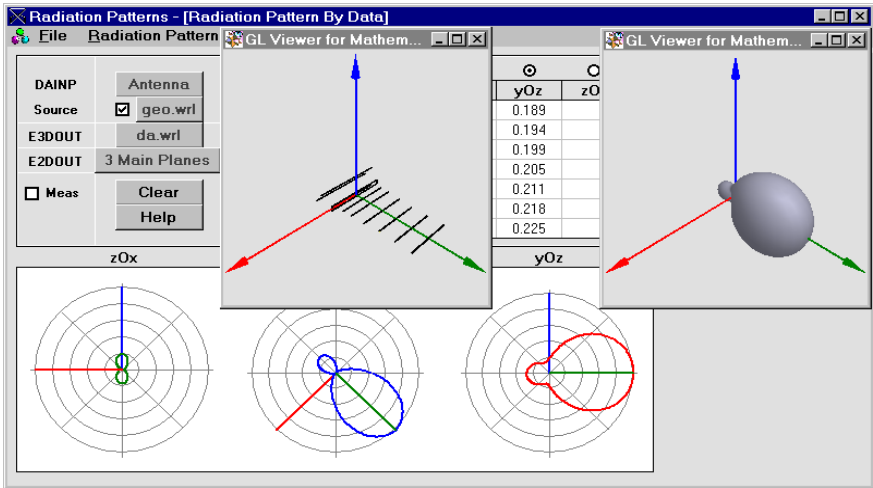 Radiation Patterns - [Radiation Pattern By Data]
File Radiation Pattern
GL Viewer for Mathem...
GL Viewer for Mathem...
DAINP Antenna
Source geo.wrl
E3DOUT da.wrl
E2DOUT 3 Main Planes
Meas Clear
Help
yOz zO
0.189
0.194
0.199
0.205
0.211
0.218
0.225
zOx
yOz